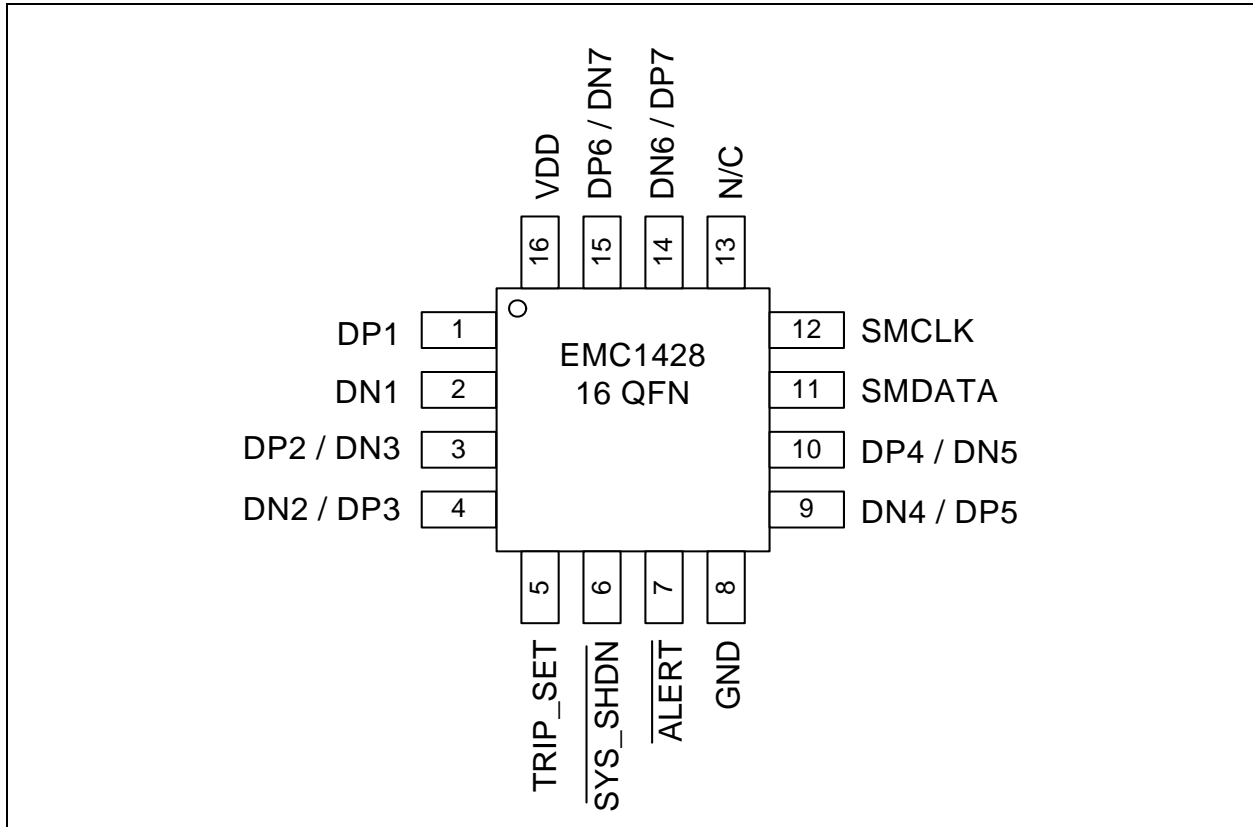 VDD
DP6 / DN7
DN6 / DP7
N/C
16
15
14
13
DP1
1
DN1
2
DP2 / DN3
3
DN2 / DP3
4
EMC1428
16 QFN
12
SMCLK
11
SMDATA
10
DP4 / DN5
9
DN4 / DP5
5
6
7
8
TRIP_SET
SYS_SHDN
ALERT
GND